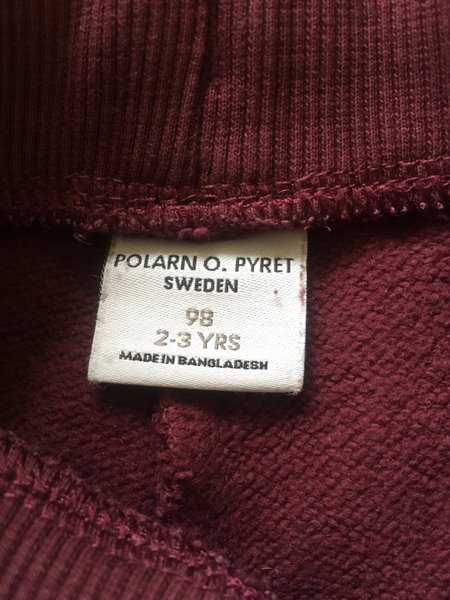 POLARN O. PYRET
SWEDEN
98
2-3 YRS
MADE IN BANGLADESH